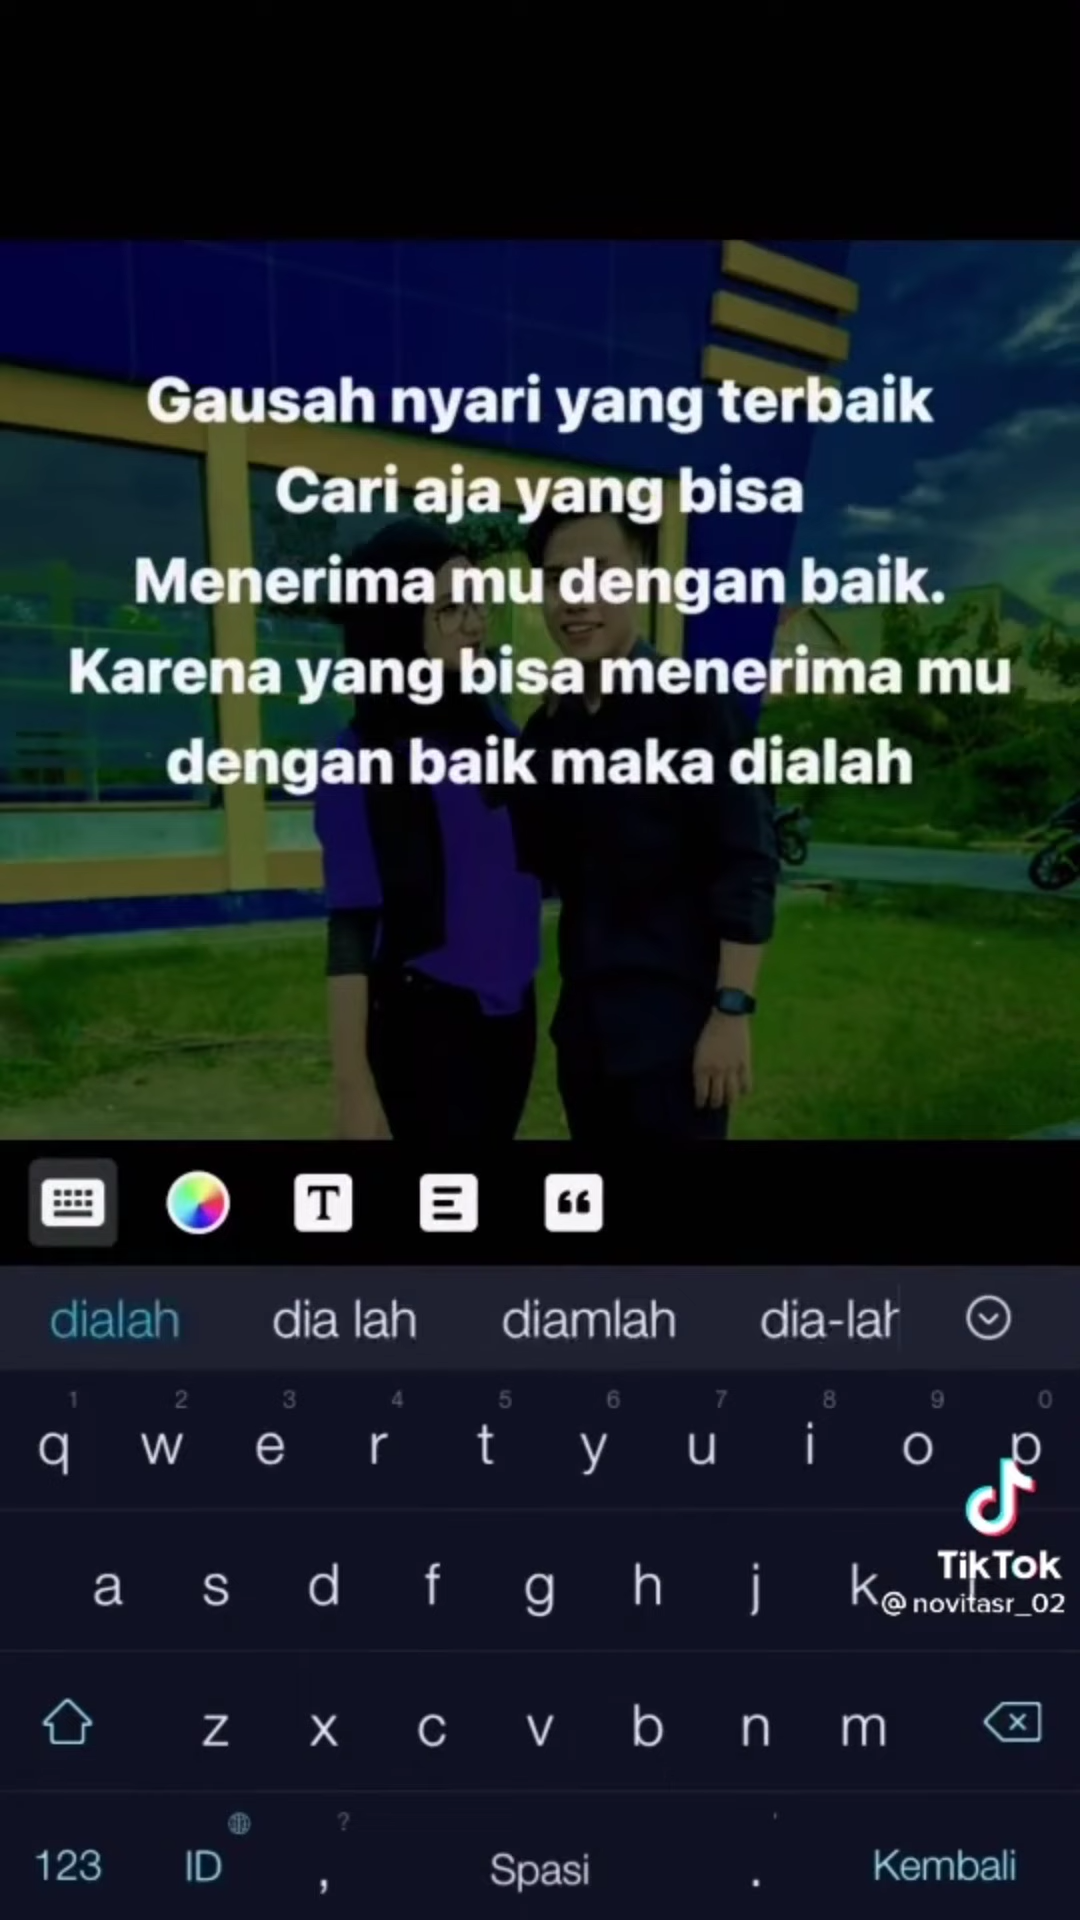 Gausah nyari yang terbaik
Cari aja yang bisa
Menerima mu dengan baik.
Karena yang bisa menerima mu
dengan baik maka dialah
T
dialah dia lah diamlah dia-lah
1 2 3 4 5 6 7 8 9 0
q w e r t y u i o p
TikTok
a s d f g h j k l
@novitasr_02
z x c v b n m
? '
123 ID , Spasi . Kembali